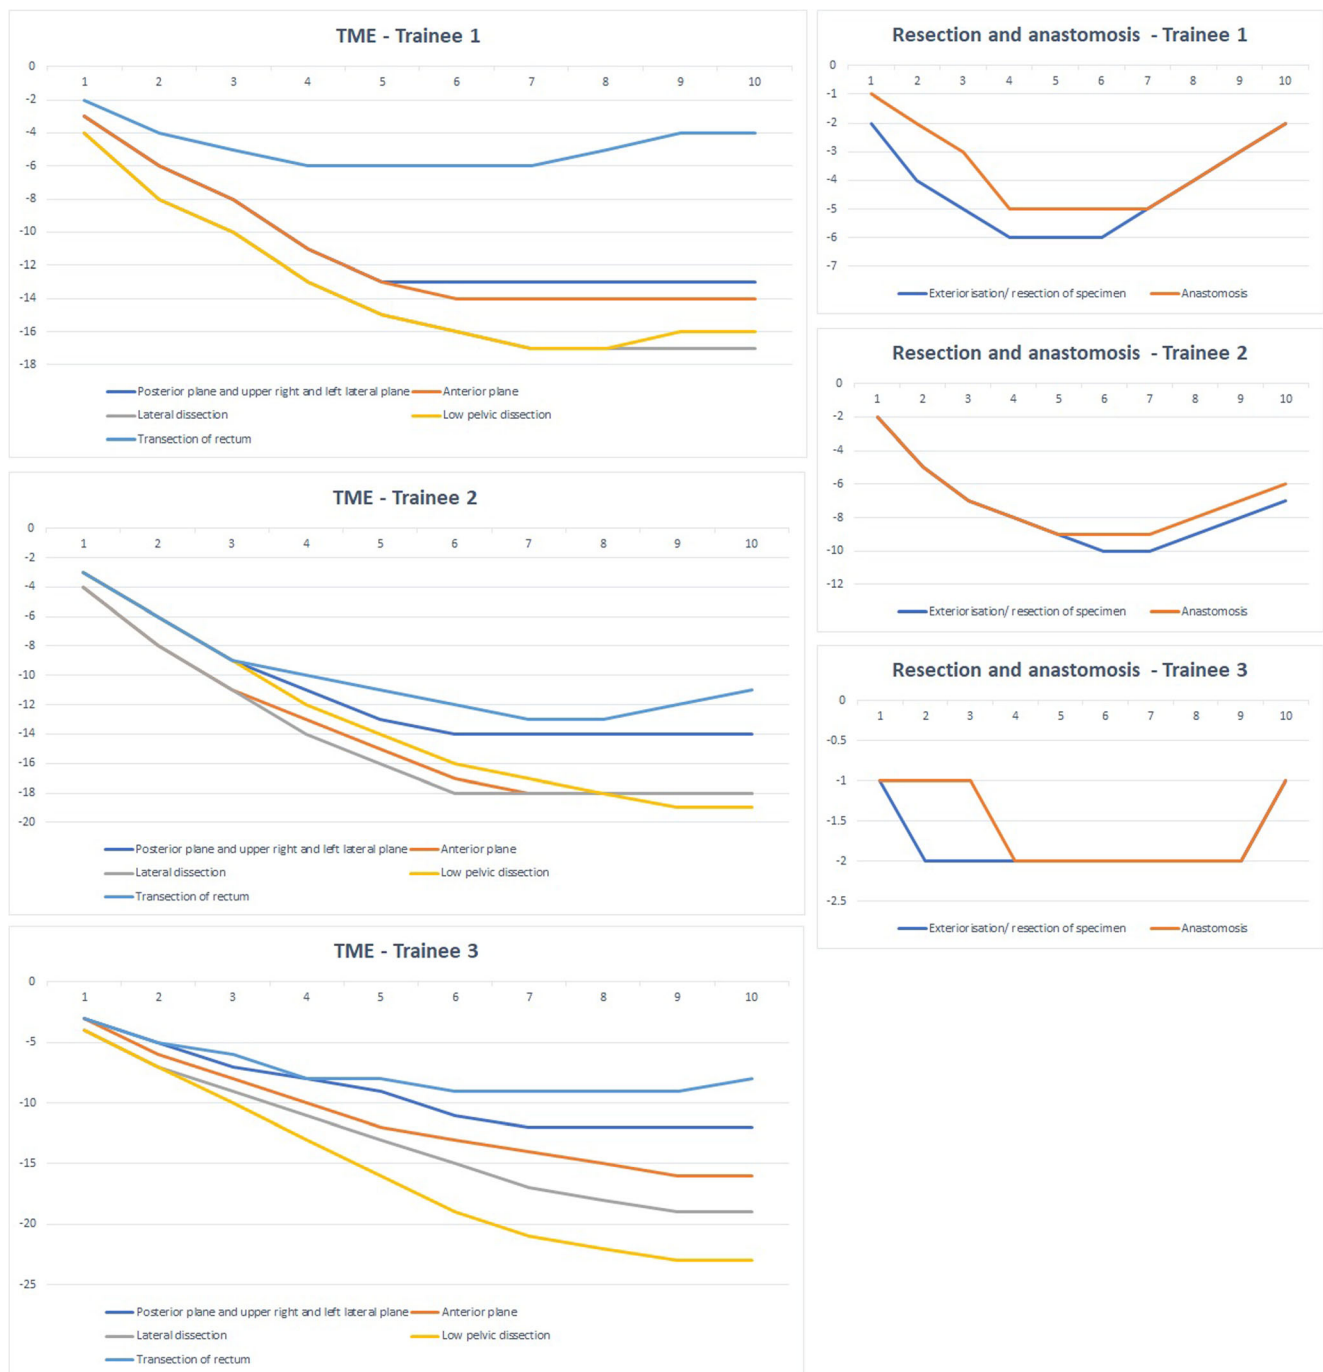 TME - Trainee 1
0
1 2 3 4 5 6 7 8 9 10
-2
-4
-6
-8
-10
-12
-14
-16
-18
Posterior plane and upper right and left lateral plane Anterior plane
Lateral dissection Low pelvic dissection
Transection of rectum
TME - Trainee 2
0
1 2 3 4 5 6 7 8 9 10
-2
-4
-6
-8
-10
-12
-14
-16
-18
-20
Posterior plane and upper right and left lateral plane Anterior plane
Lateral dissection Low pelvic dissection
Transection of rectum
TME - Trainee 3
0
1 2 3 4 5 6 7 8 9 10
-5
-10
-15
-20
-25
Posterior plane and upper right and left lateral plane Anterior plane
Lateral dissection Low pelvic dissection
Transection of rectum
Resection and anastomosis - Trainee 1
0
1 2 3 4 5 6 7 8 9 10
-1
-2
-3
-4
-5
-6
-7
Exteriorisation/ resection of specimen Anastomosis
Resection and anastomosis - Trainee 2
0
1 2 3 4 5 6 7 8 9 10
-2
-4
-6
-8
-10
-12
Exteriorisation/ resection of specimen Anastomosis
Resection and anastomosis - Trainee 3
0
1 2 3 4 5 6 7 8 9 10
-0.5
-1
-1.5
-2
-2.5
Exteriorisation/ resection of specimen Anastomosis